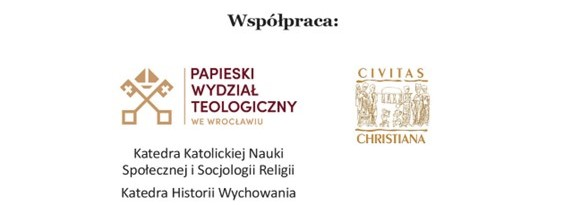 Współpraca:
PAPIESKI
WYDZIAŁ
TEOLOGICZNY
WE WROCŁAWIU
Katedra Katolickiej Nauki
Społecznej i Socjologii Religii
Katedra Historii Wychowania
CIVITAS
CHRISTIANA